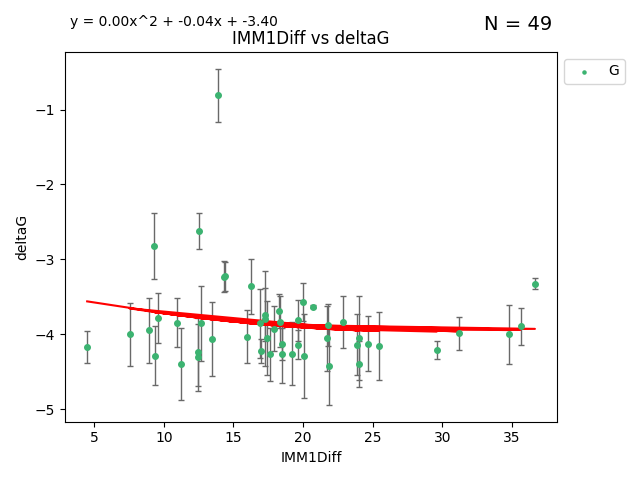 y = 0.00x^2 + -0.04x + -3.40
N = 49
IMM1Diff vs deltaG
G
-1
-2
-3
-4
-5
deltaG
5 10 15 20 25 30 35
IMM1Diff